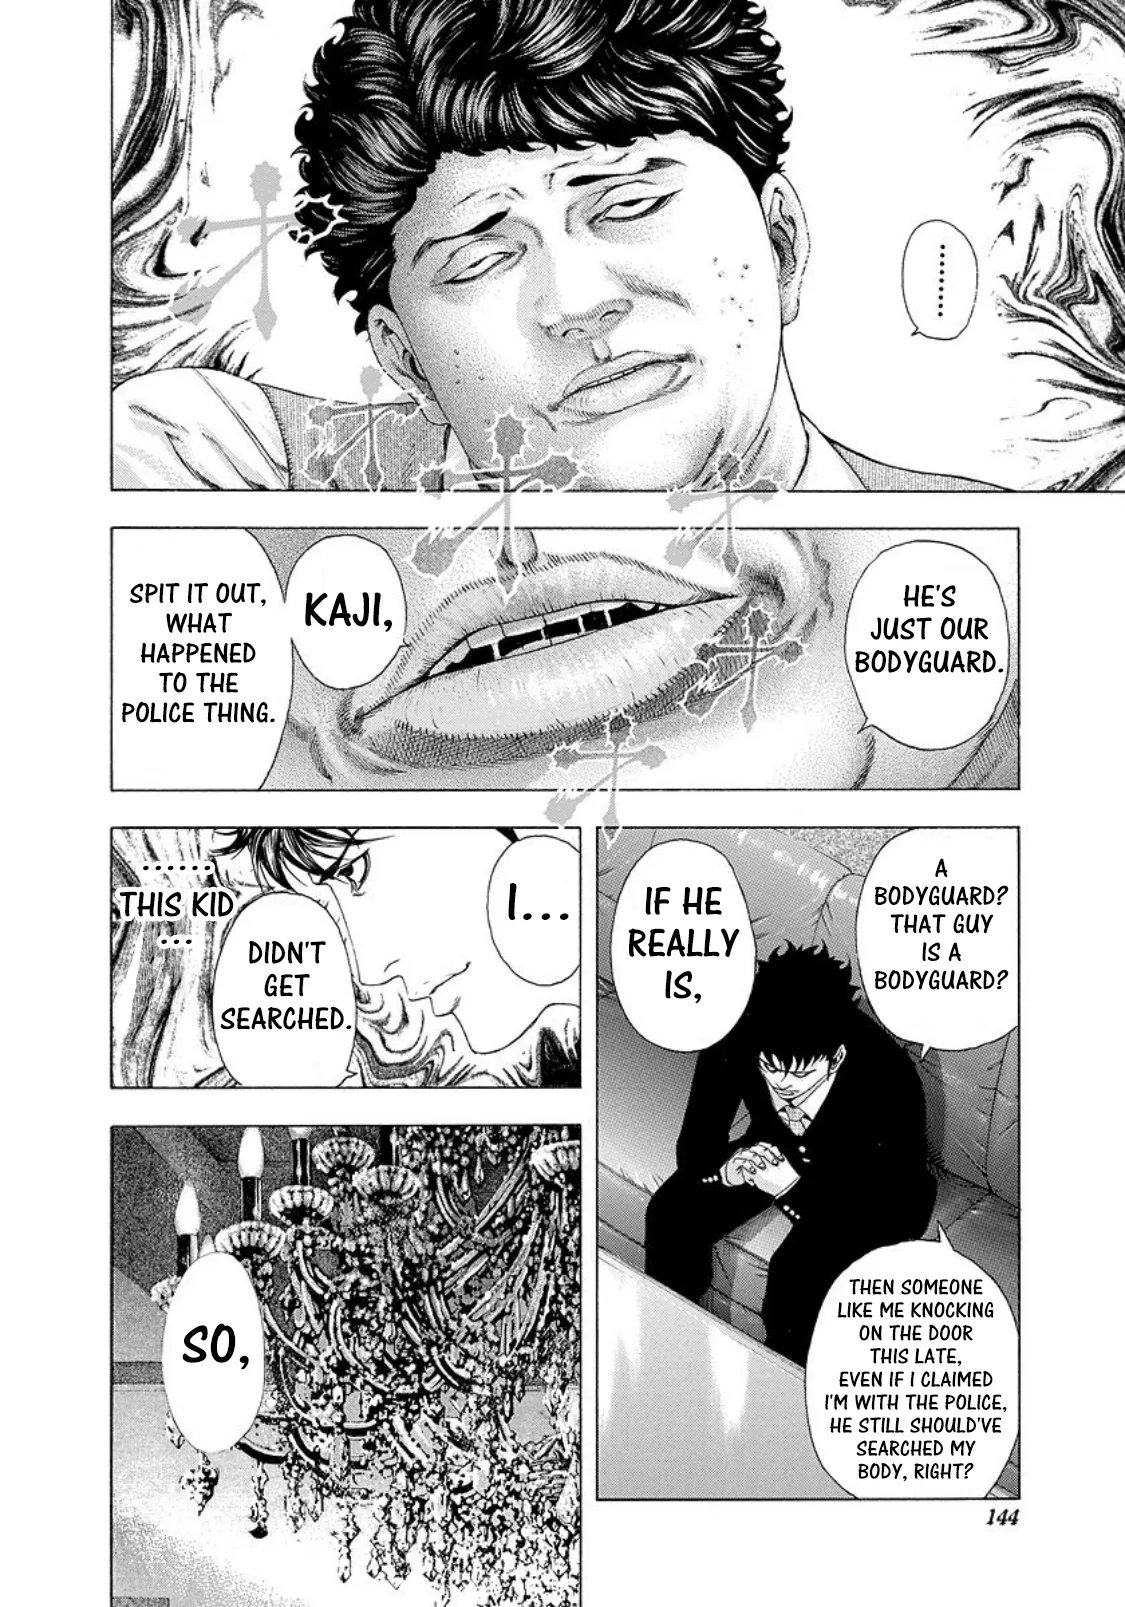 .........
HE'S
JUST OUR
BODYGUARD.
KAJI,
SPIT IT OUT,
WHAT
HAPPENED
TO THE
POLICE THING.
A
BODYGUARD?
THAT GUY
IS A
BODYGUARD?
IF HE
REALLY
IS,
THEN SOMEONE
LIKE ME KNOCKING
ON THE DOOR
THIS LATE,
EVEN IF I CLAIMED
I'M WITH THE POLICE,
HE STILL SHOULD'VE
SEARCHED MY
BODY, RIGHT?
I...
DIDN'T
GET
SEARCHED.
......
THIS KID
...
SO,
144